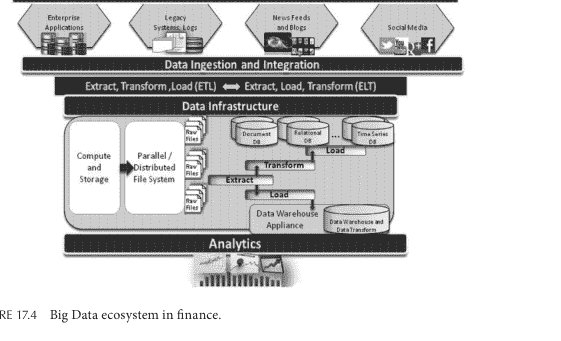 Enterprise
Applications
Legacy
Systems, Logs
News Feeds
and Blogs
Social Media
Data Ingestion and Integration
Extract, Transform ,Load (ETL) ⟺ Extract, Load, Transform (ELT)
Data Infrastructure
Compute
and
Storage
Parallel /
Distributed
File System
Raw
Files
Raw
Files
Raw
Files
Document
DB
Relational
DB
...
Time Series
DB
Load
Transform
Extract
Load
Data Warehouse
Appliance
Data Warehouse and
Data Transform
Analytics
RE 17.4 Big Data ecosystem in finance.